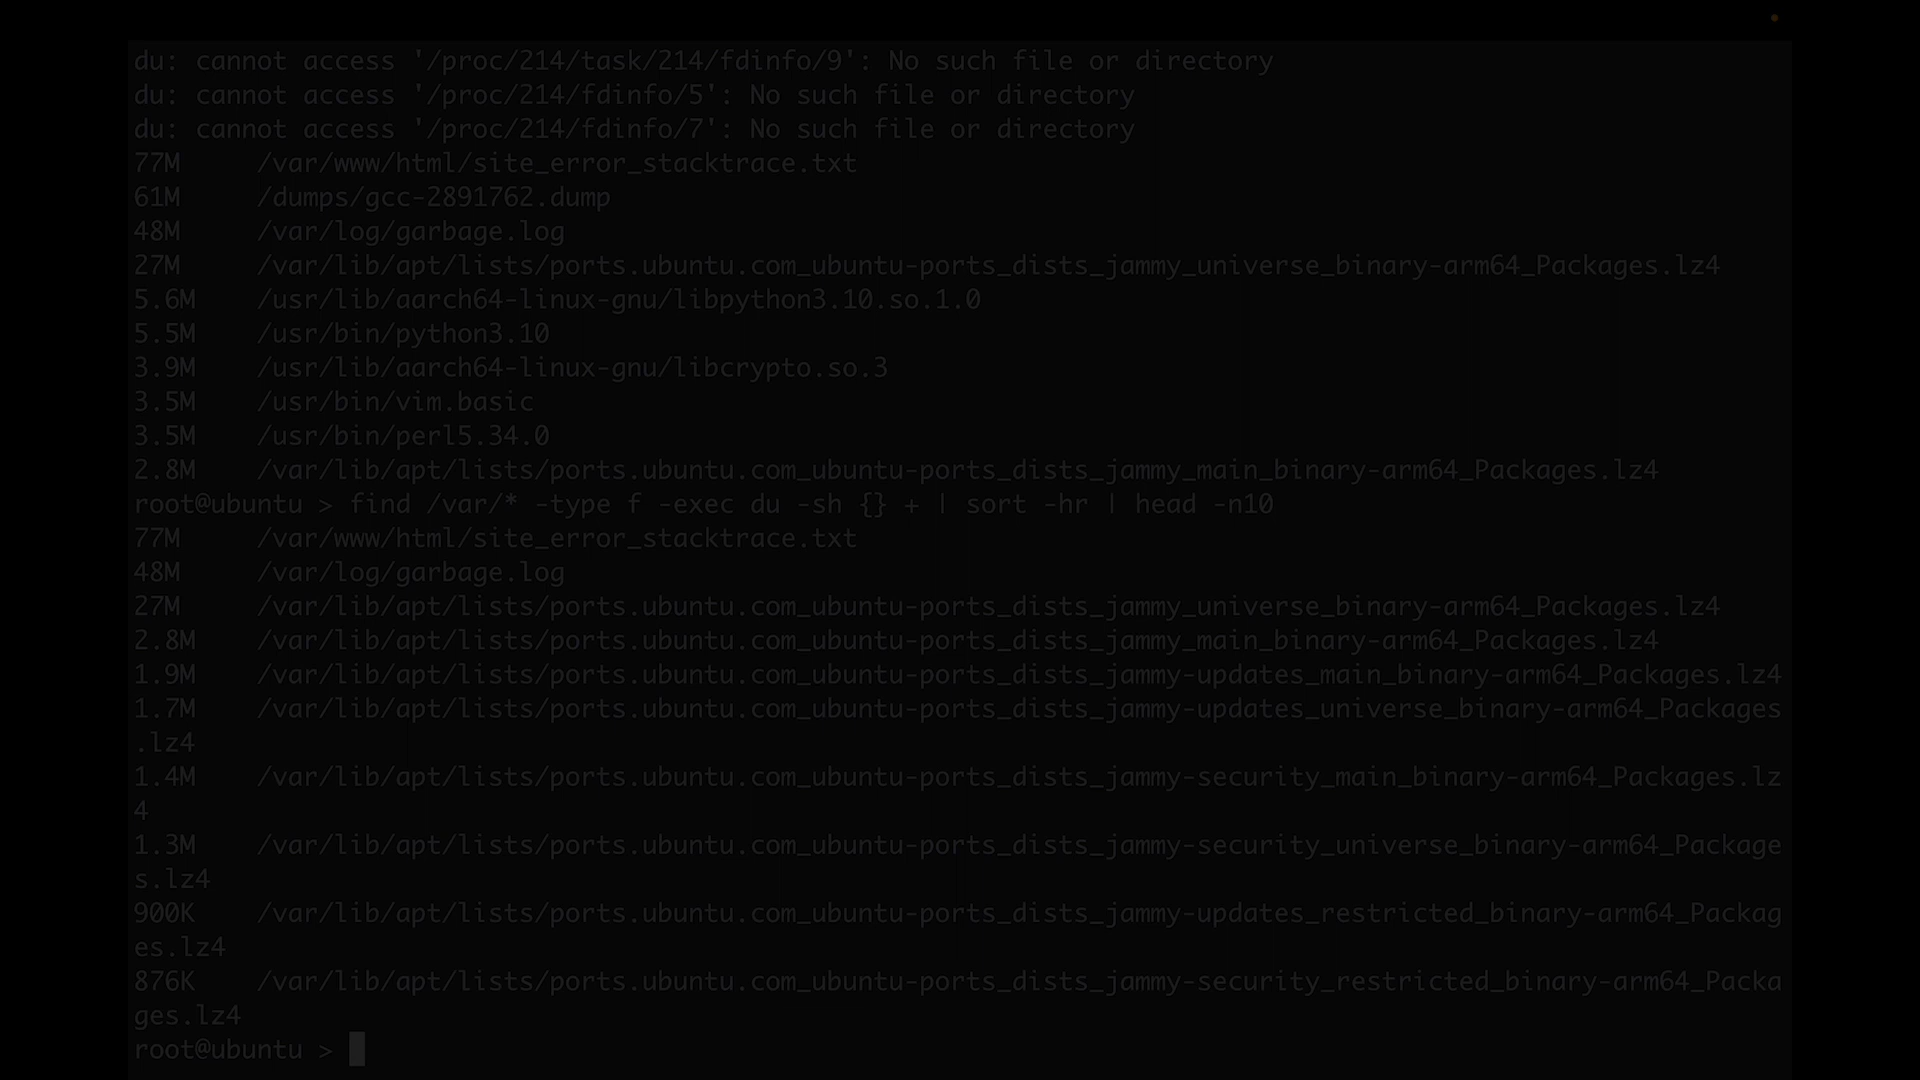 du: cannot access '/proc/214/task/214/fdinfo/9': No such file or directory
du: cannot access '/proc/214/fdinfo/5': No such file or directory
du: cannot access '/proc/214/fdinfo/7': No such file or directory
77M     /var/www/html/site_error_stacktrace.txt
61M     /dumps/gcc-2891762.dump
48M     /var/log/garbage.log
27M     /var/lib/apt/lists/ports.ubuntu.com_ubuntu-ports_dists_jammy_universe_binary-arm64_Packages.lz4
5.6M    /usr/lib/aarch64-linux-gnu/libpython3.10.so.1.0
5.5M    /usr/bin/python3.10
3.9M    /usr/lib/aarch64-linux-gnu/libcrypto.so.3
3.5M    /usr/bin/vim.basic
3.5M    /usr/bin/perl5.34.0
2.8M    /var/lib/apt/lists/ports.ubuntu.com_ubuntu-ports_dists_jammy_main_binary-arm64_Packages.lz4
root@ubuntu > find /var/* -type f -exec du -sh {} + | sort -hr | head -n10
77M     /var/www/html/site_error_stacktrace.txt
48M     /var/log/garbage.log
27M     /var/lib/apt/lists/ports.ubuntu.com_ubuntu-ports_dists_jammy_universe_binary-arm64_Packages.lz4
2.8M    /var/lib/apt/lists/ports.ubuntu.com_ubuntu-ports_dists_jammy_main_binary-arm64_Packages.lz4
1.9M    /var/lib/apt/lists/ports.ubuntu.com_ubuntu-ports_dists_jammy-updates_main_binary-arm64_Packages.lz4
1.7M    /var/lib/apt/lists/ports.ubuntu.com_ubuntu-ports_dists_jammy-updates_universe_binary-arm64_Packages
.lz4
1.4M    /var/lib/apt/lists/ports.ubuntu.com_ubuntu-ports_dists_jammy-security_main_binary-arm64_Packages.lz
4
1.3M    /var/lib/apt/lists/ports.ubuntu.com_ubuntu-ports_dists_jammy-security_universe_binary-arm64_Package
s.lz4
900K    /var/lib/apt/lists/ports.ubuntu.com_ubuntu-ports_dists_jammy-updates_restricted_binary-arm64_Packag
es.lz4
876K    /var/lib/apt/lists/ports.ubuntu.com_ubuntu-ports_dists_jammy-security_restricted_binary-arm64_Packa
ges.lz4
root@ubuntu >